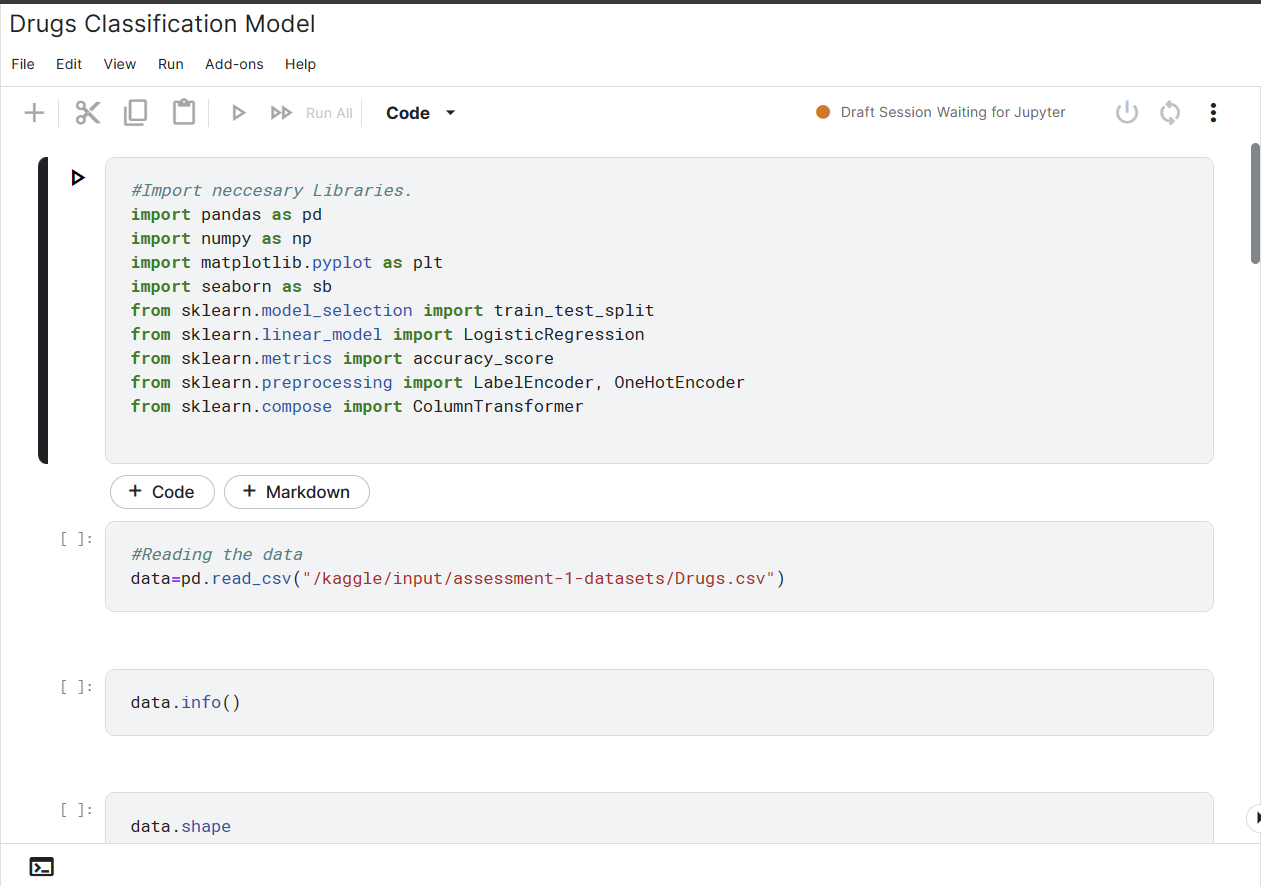 Drugs Classification Model
File Edit View Run Add-ons Help
Run All Code Draft Session Waiting for Jupyter
#Import neccesary Libraries.
import pandas as pd
import numpy as np
import matplotlib.pyplot as plt
import seaborn as sb
from sklearn.model_selection import train_test_split
from sklearn.linear_model import LogisticRegression
from sklearn.metrics import accuracy_score
from sklearn.preprocessing import LabelEncoder, OneHotEncoder
from sklearn.compose import ColumnTransformer
+ Code + Markdown
[ ]:
#Reading the data
data=pd.read_csv("/kaggle/input/assessment-1-datasets/Drugs.csv")
[ ]:
data.info()
[ ]:
data.shape